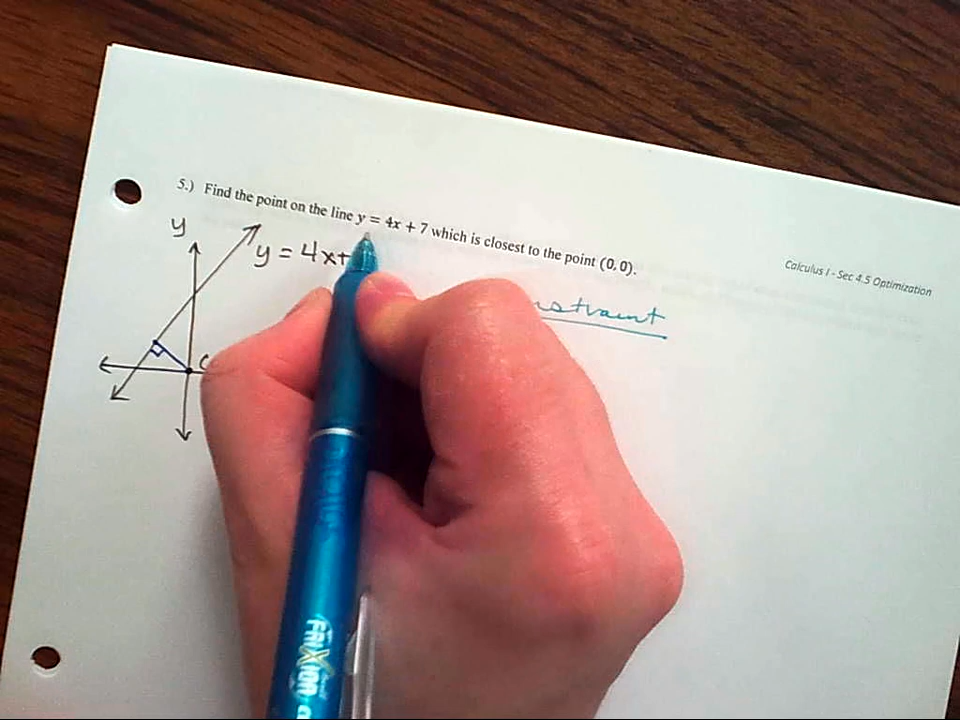 5.) Find the point on the line y = 4x + 7 which is closest to the point (0, 0).
Calculus I - Sec 4.5 Optimization
y
y = 4x+
FRIXION